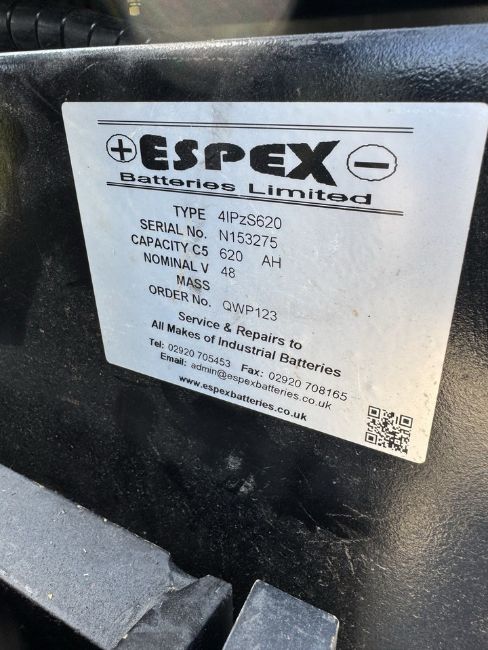 + ESPEX -
Batteries Limited
TYPE 4IPzS620
SERIAL No. N153275
CAPACITY C5 620 AH
NOMINAL V 48
MASS
ORDER No. QWP123
Service & Repairs to
All Makes of Industrial Batteries
Tel: 02920 705453 Fax: 02920 708165
Email: admin@espexbatteries.co.uk
www.espexbatteries.co.uk